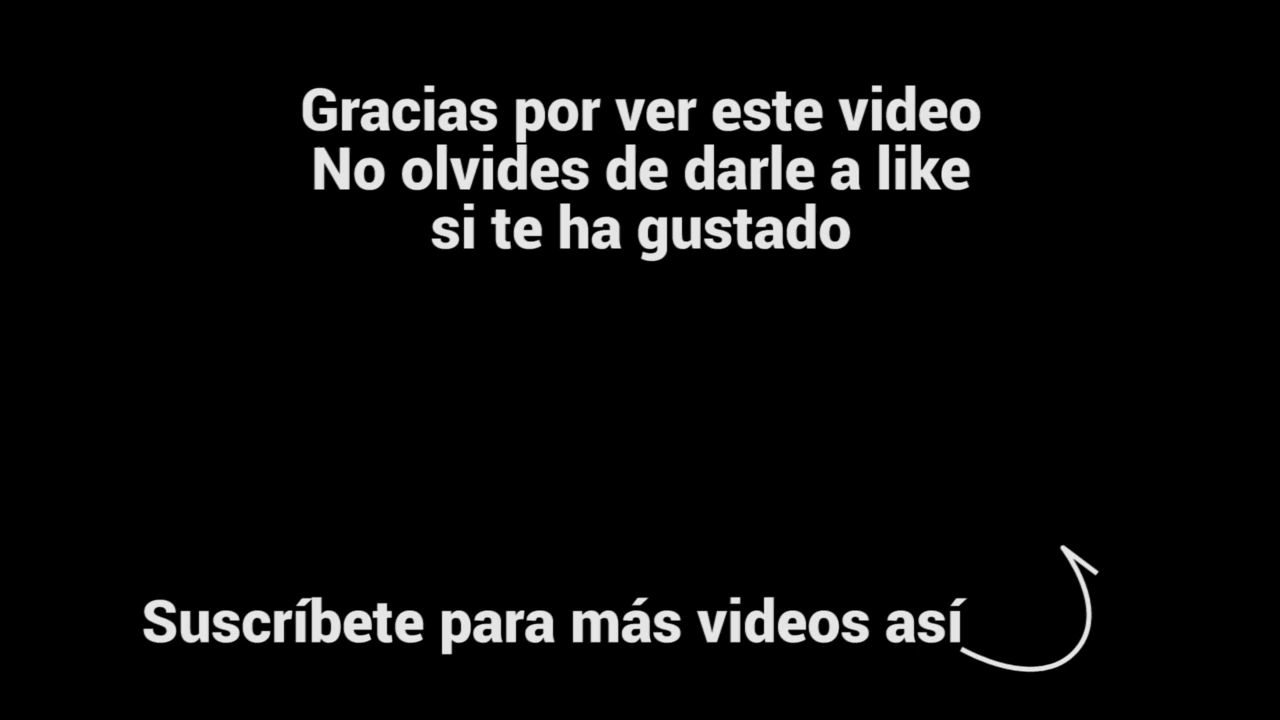 Gracias por ver este video
No olvides de darle a like
si te ha gustado
Suscríbete para más videos así